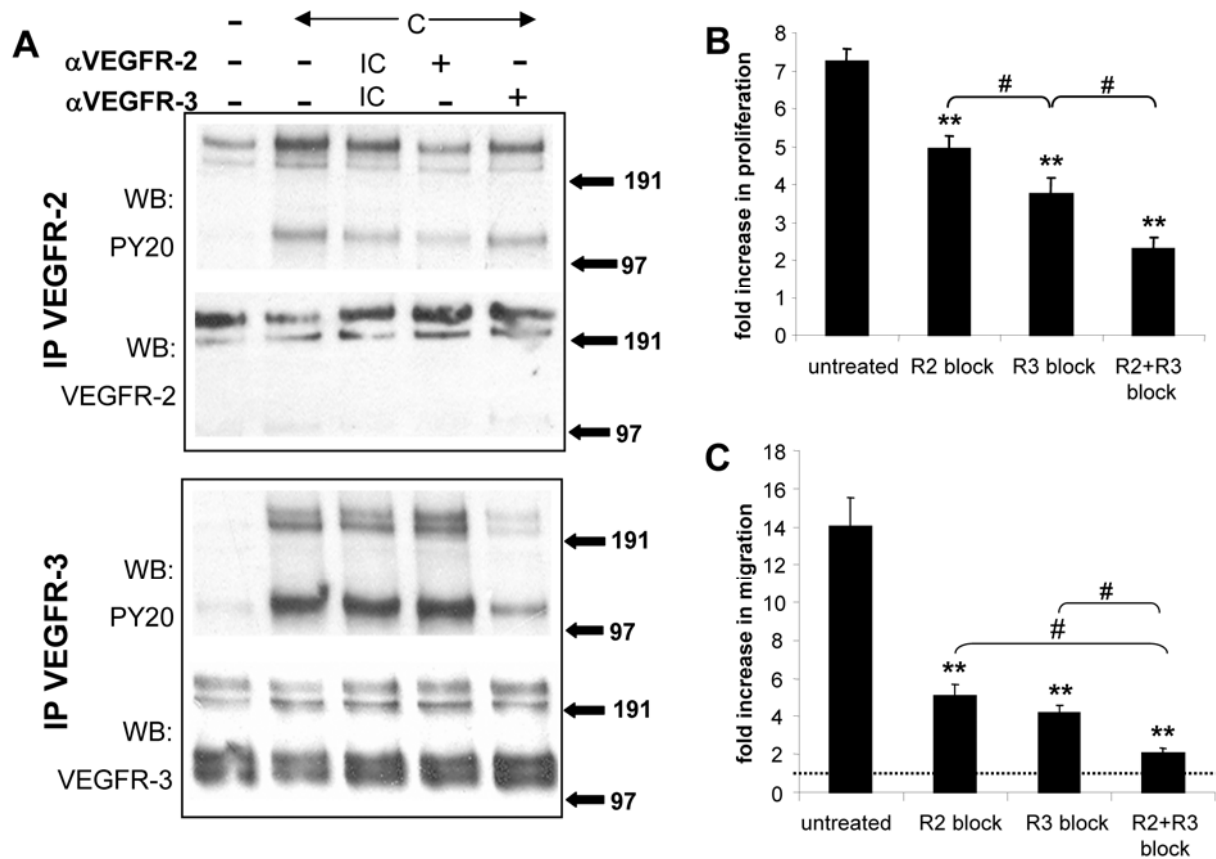 A
– C
αVEGFR-2 – – IC + –
αVEGFR-3 – – IC – +
IP VEGFR-2
WB:
PY20
191
97
WB:
VEGFR-2
191
97
IP VEGFR-3
WB:
PY20
191
97
WB:
VEGFR-3
191
97
B
fold increase in proliferation
8
7
6
5
4
3
2
1
0
** ** **
# #
untreated R2 block R3 block R2+R3
block
C
fold increase in migration
18
16
14
12
10
8
6
4
2
0
#
#
** ** **
untreated R2 block R3 block R2+R3
block